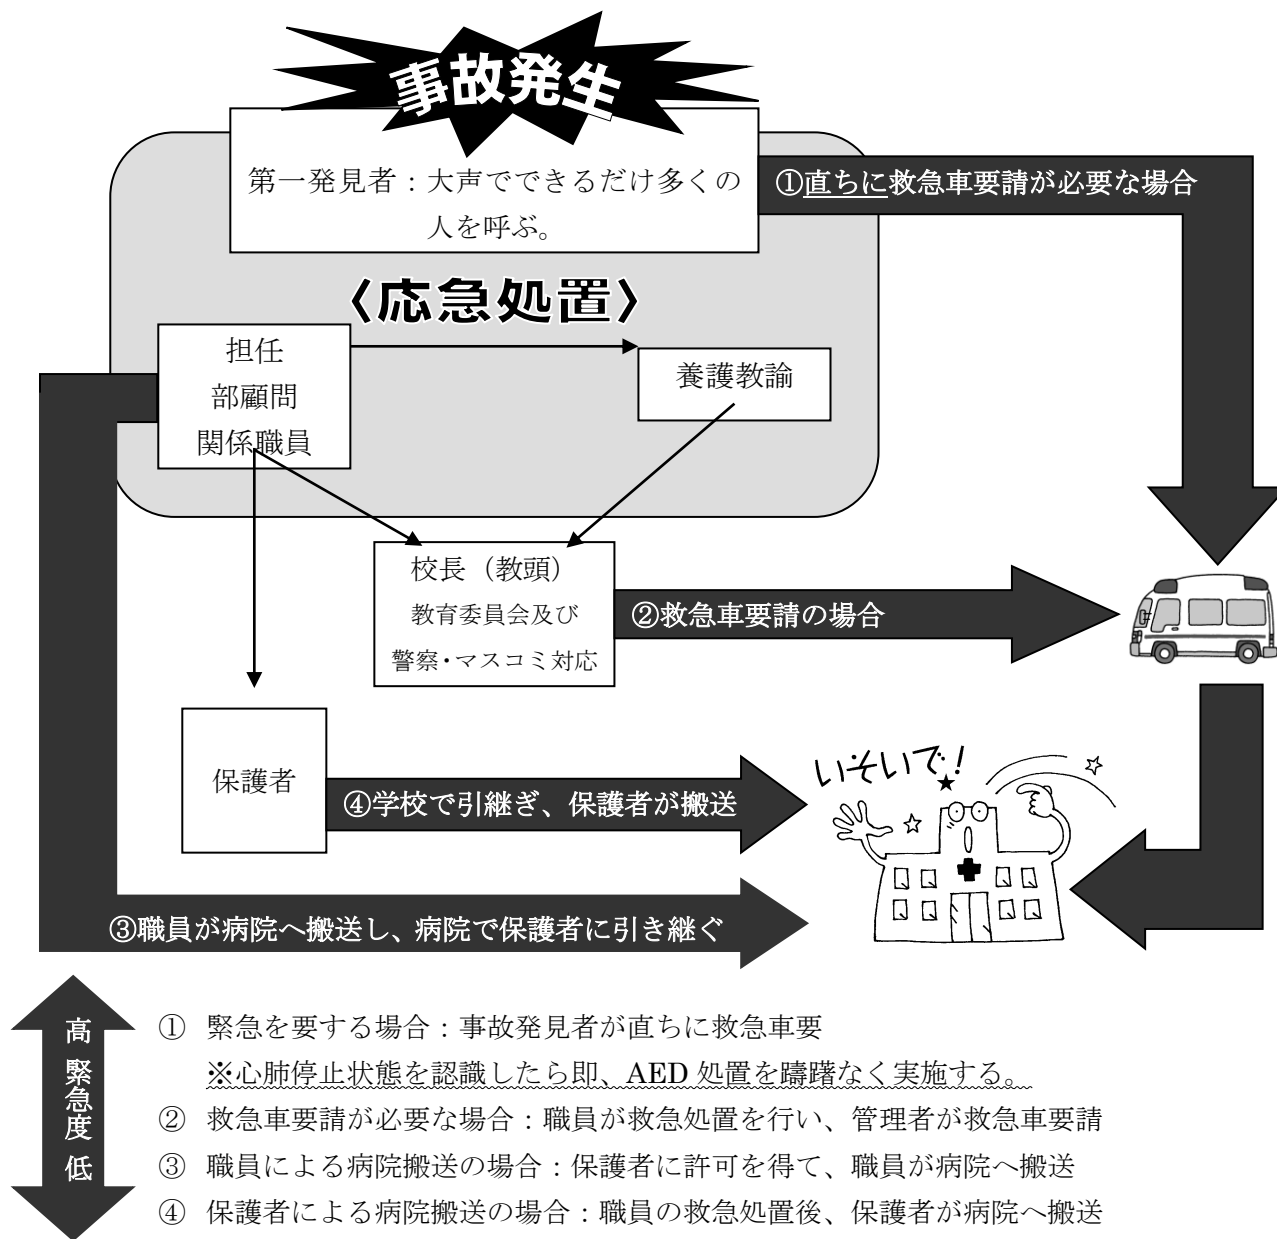 事故発生
第一発見者：大声でできるだけ多くの
人を呼ぶ。
①直ちに救急車要請が必要な場合
〈応急処置〉
担任
部顧問
関係職員
養護教諭
校長（教頭）
教育委員会及び
警察・マスコミ対応
②救急車要請の場合
保護者
④学校で引継ぎ、保護者が搬送
いそいで！
③職員が病院へ搬送し、病院で保護者に引き継ぐ
高 緊急度 低
① 緊急を要する場合：事故発見者が直ちに救急車要
※心肺停止状態を認識したら即、AED 処置を躊躇なく実施する。
② 救急車要請が必要な場合：職員が救急処置を行い、管理者が救急車要請
③ 職員による病院搬送の場合：保護者に許可を得て、職員が病院へ搬送
④ 保護者による病院搬送の場合：職員の救急処置後、保護者が病院へ搬送